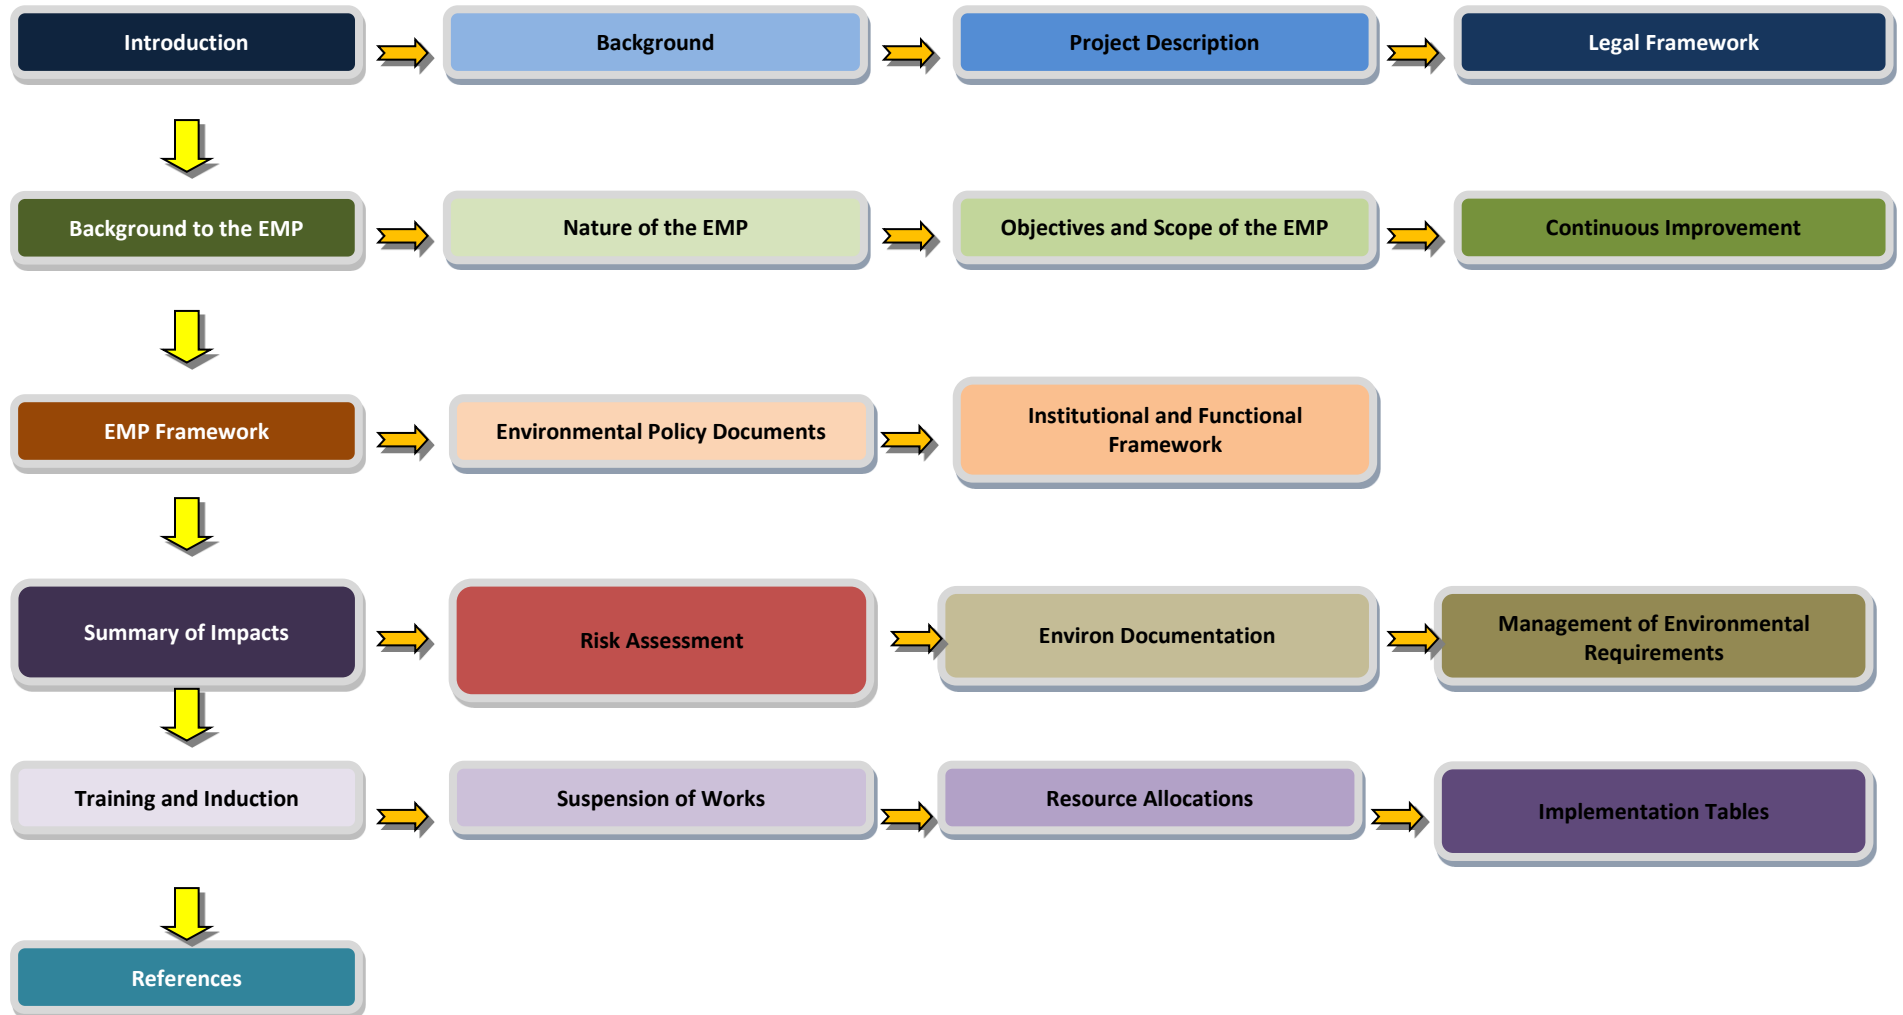 Introduction
Background
Project Description
Legal Framework
Background to the EMP
Nature of the EMP
Objectives and Scope of the EMP
Continuous Improvement
EMP Framework
Environmental Policy Documents
Institutional and Functional
Framework
Summary of Impacts
Risk Assessment
Environ Documentation
Management of Environmental
Requirements
Training and Induction
Suspension of Works
Resource Allocations
Implementation Tables
References